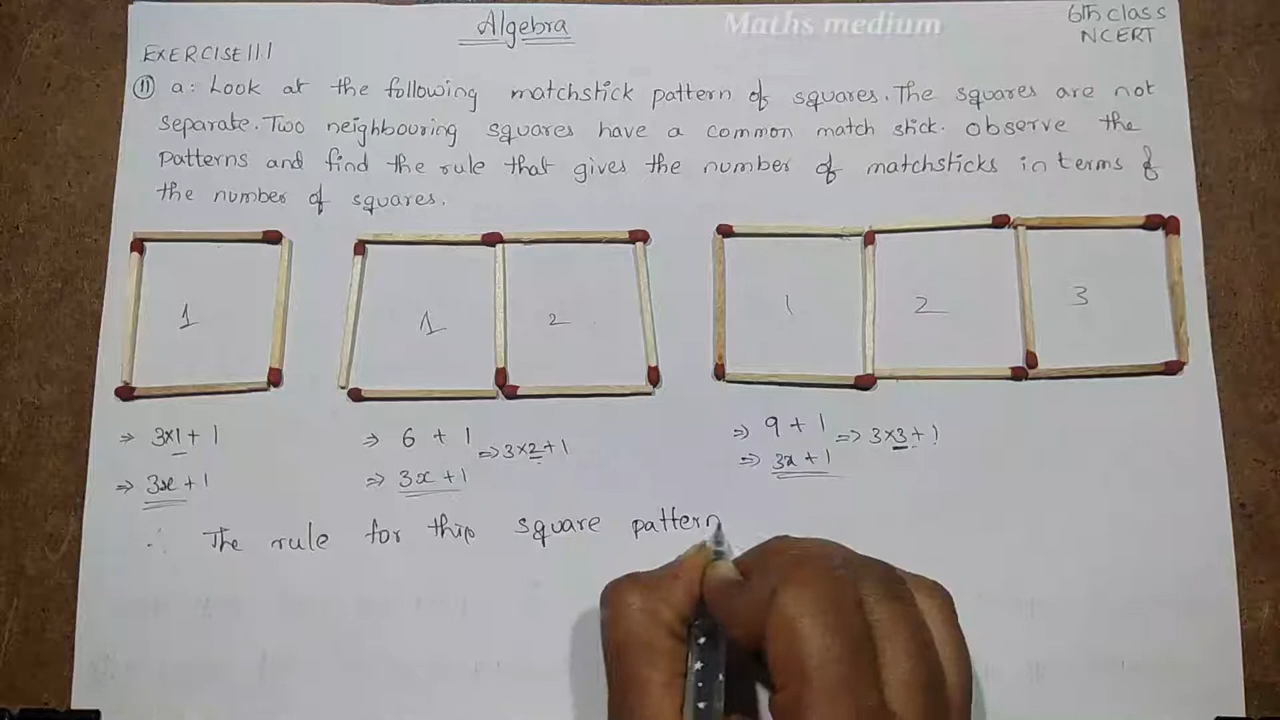 Algebra
Maths medium
6th class
NCERT
EXERCISE 11.1
11 a: Look at the following matchstick pattern of squares. The squares are not
separate. Two neighbouring squares have a common match stick. Observe the
Patterns and find the rule that gives the number of matchsticks in terms of
the number of squares.
1
1 2
1 2 3
⇒ 3×1+1
⇒ 3x+1
⇒ 6 + 1 ⇒ 3×2+1
⇒ 3x+1
⇒ 9+1 ⇒ 3×3+1
⇒ 3x+1
∴ The rule for this square pattern